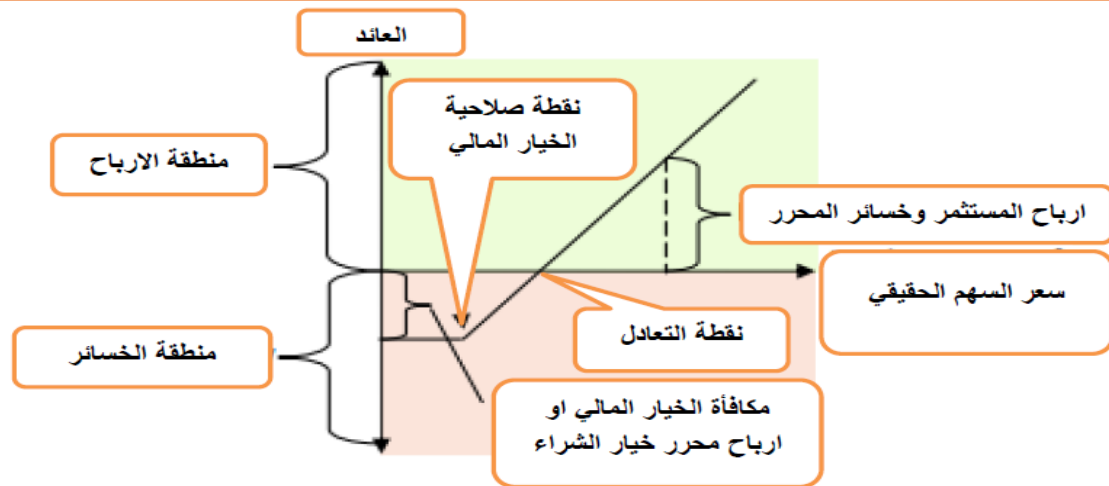 العائد
نقطة صلاحية
الخيار المالي
منطقة الارباح
ارباح المستثمر وخسائر المحرر
سعر السهم الحقيقي
نقطة التعادل
منطقة الخسائر
مكافأة الخيار المالي او
ارباح محرر خيار الشراء